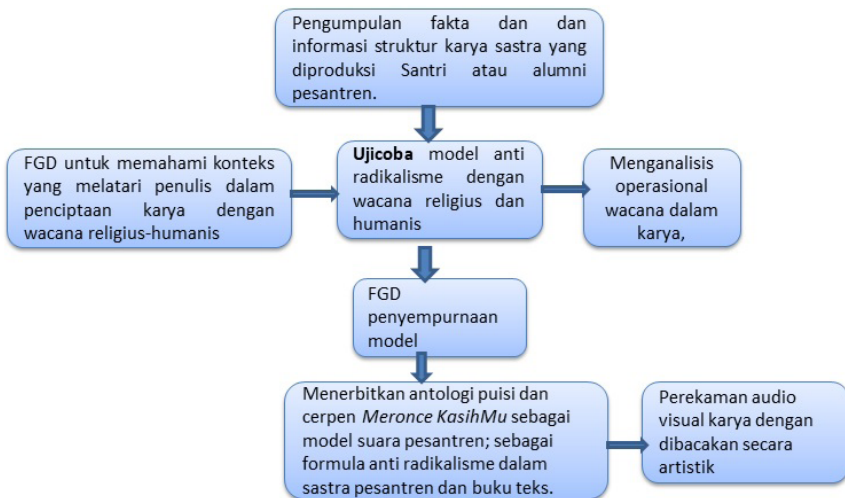 Pengumpulan fakta dan dan
informasi struktur karya sastra yang
diproduksi Santri atau alumni
pesantren.
FGD untuk memahami konteks
yang melatari penulis dalam
penciptaan karya dengan
wacana religius-humanis
Ujicoba model anti
radikalisme dengan
wacana religius dan
humanis
Menganalisis
operasional
wacana dalam
karya,
FGD
penyempurnaan
model
Menerbitkan antologi puisi dan
cerpen Meronce KasihMu sebagai
model suara pesantren; sebagai
formula anti radikalisme dalam
sastra pesantren dan buku teks.
Perekaman audio
visual karya dengan
dibacakan secara
artistik